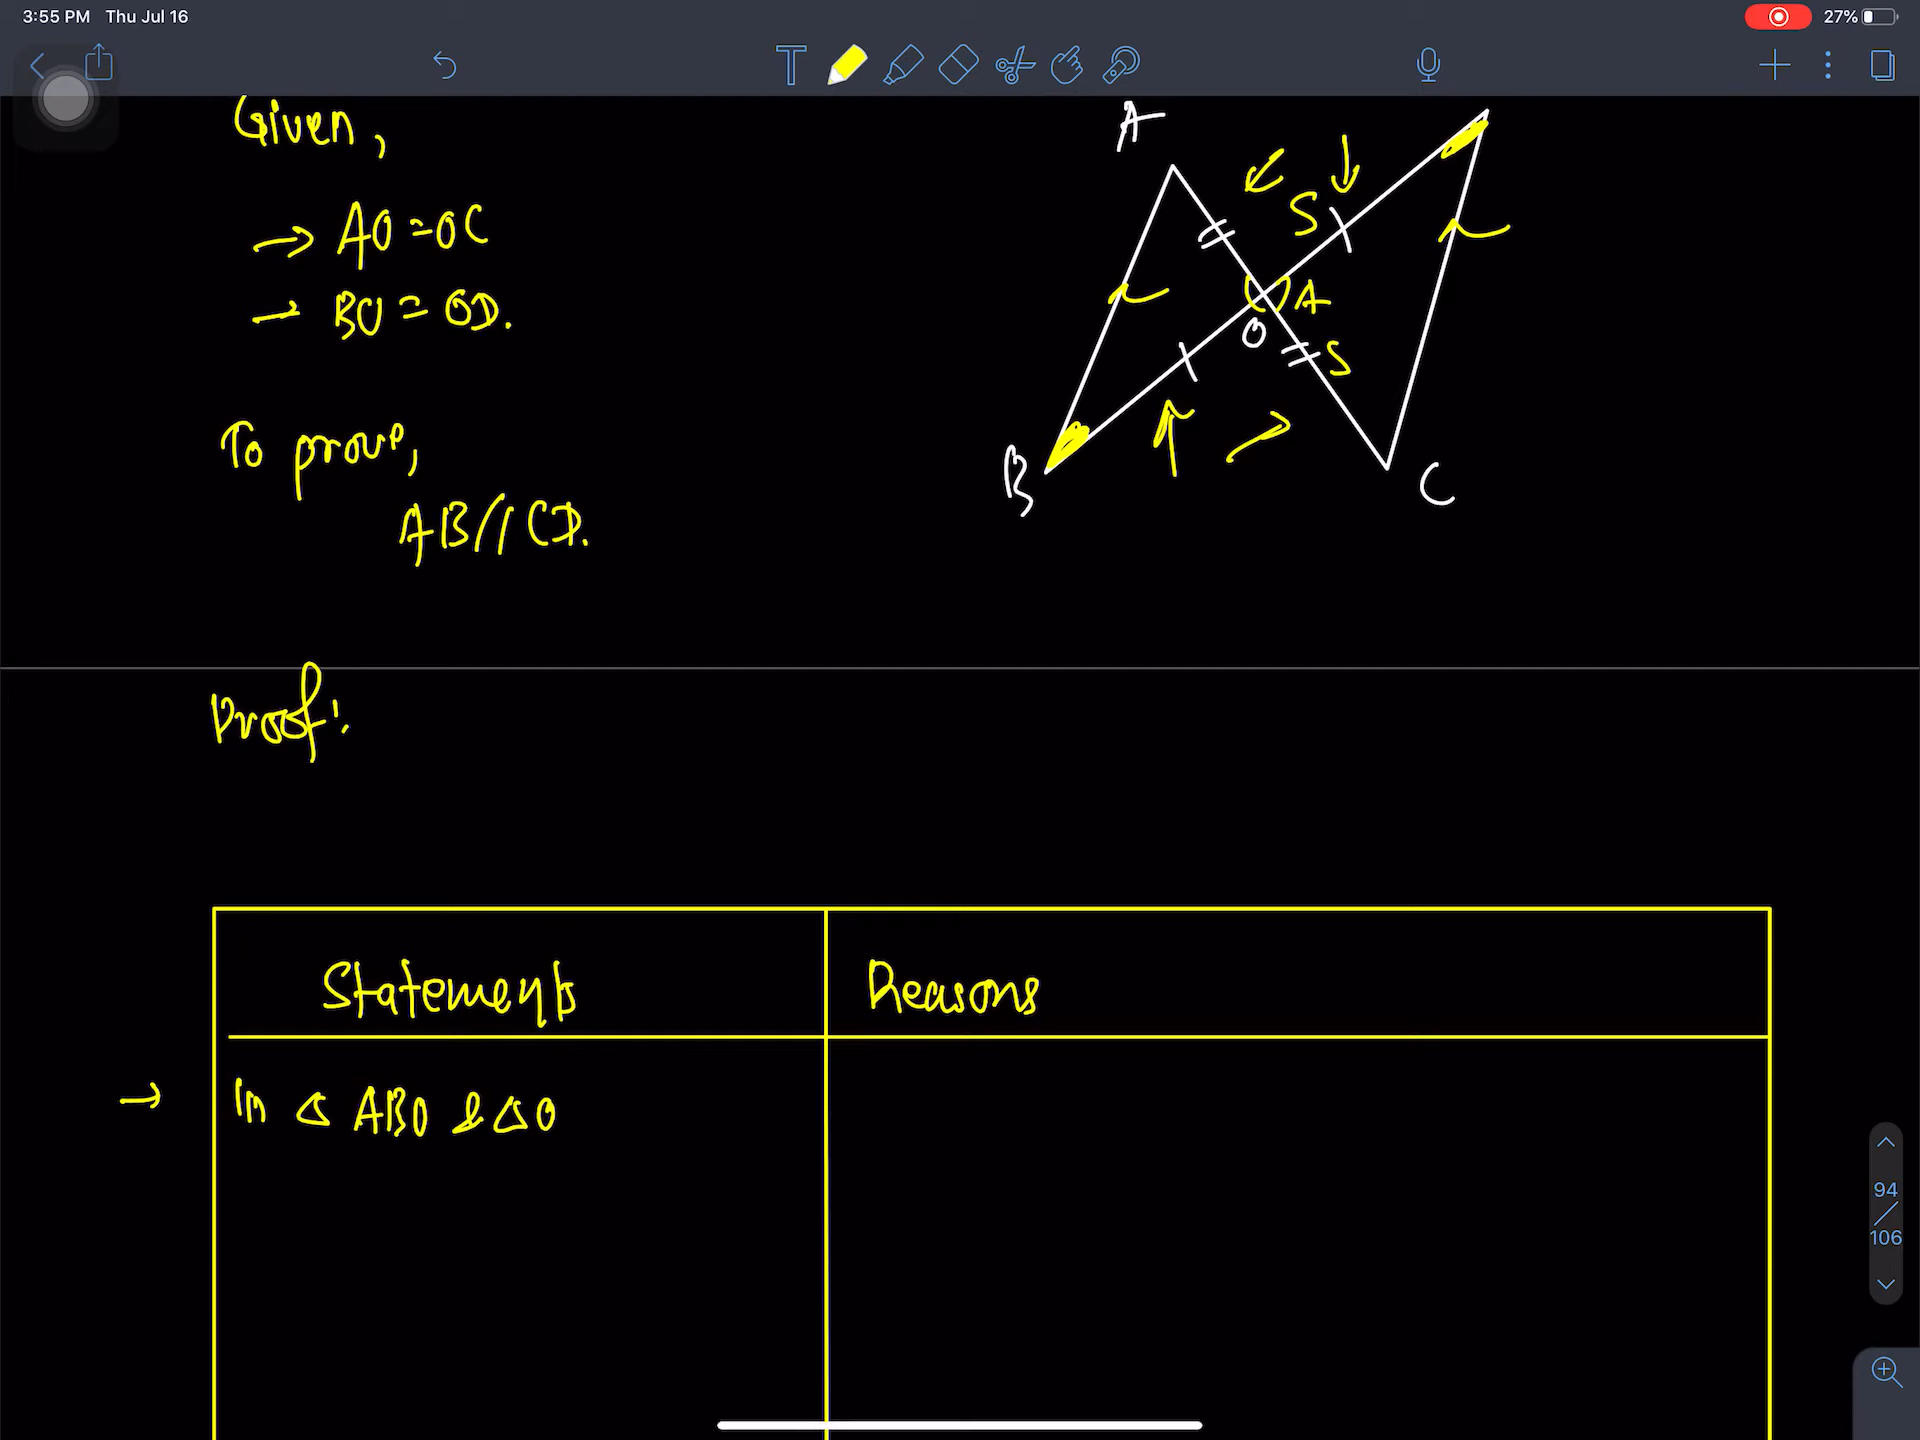 3:55 PM Thu Jul 16
27%
Given,
→ AO = OC
→ BO = OD.
To prove,
AB // CD.
A
S
A
O
S
B
C
Proof:
Statements
Reasons
→ In △ ABO & △ O
94
106